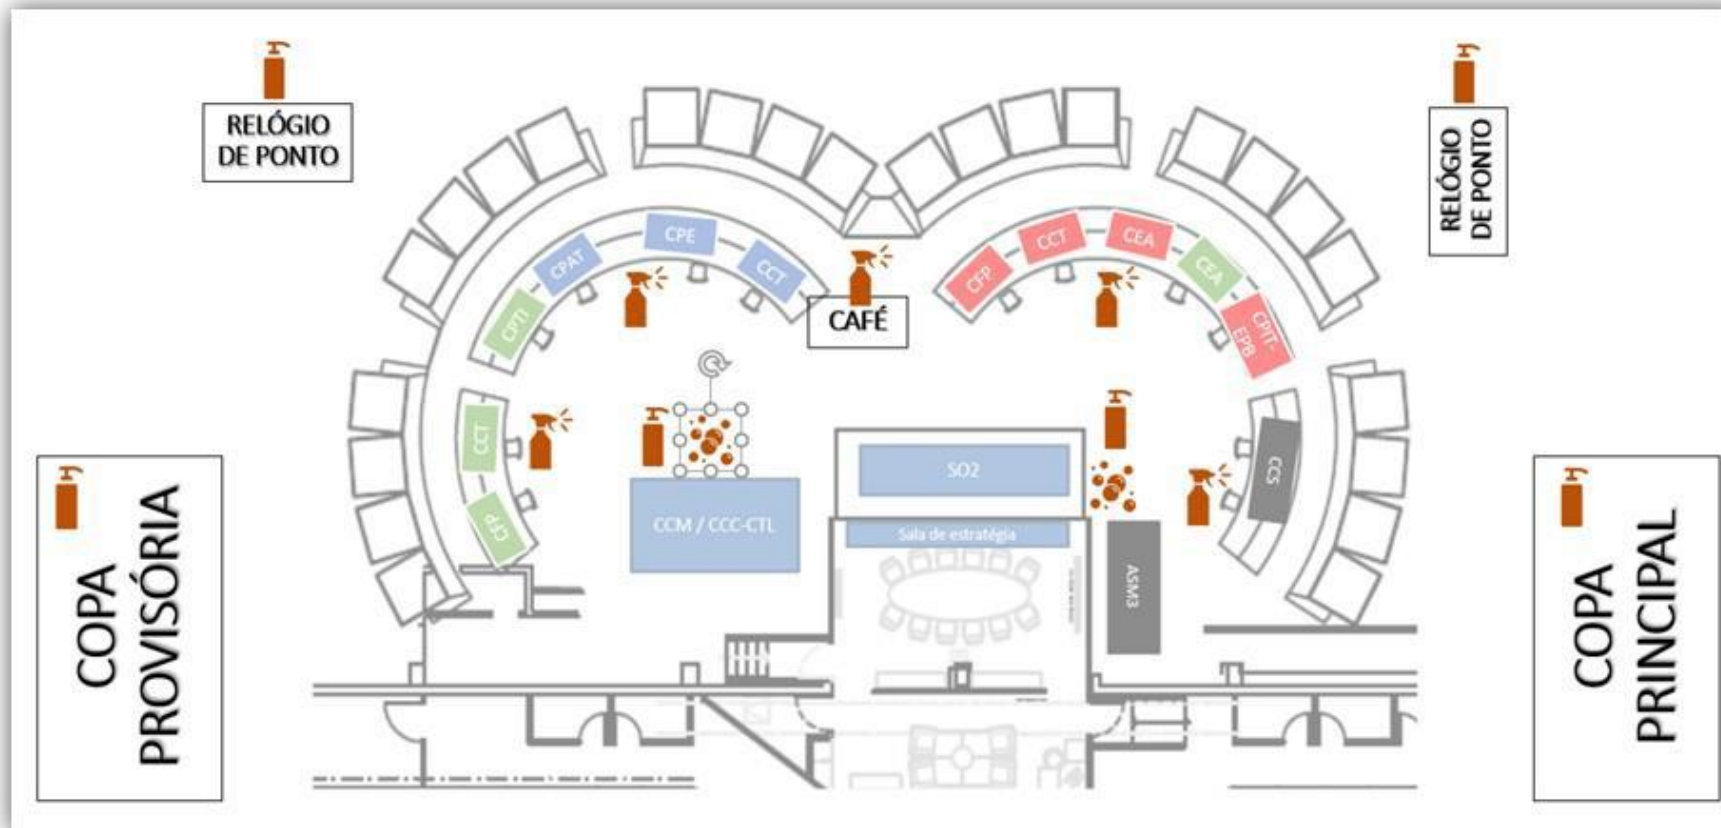 RELÓGIO
DE PONTO
RELÓGIO
DE PONTO
CPTI
CPAT
CPE
CCT
CAFÉ
CFP
CCT
CEA
CEA
CPIT-
EPB
CCT
CFP
CCM / CCC-CTL
SO2
Sala de estratégia
ASM3
CCS
COPA
PROVISÓRIA
COPA
PRINCIPAL